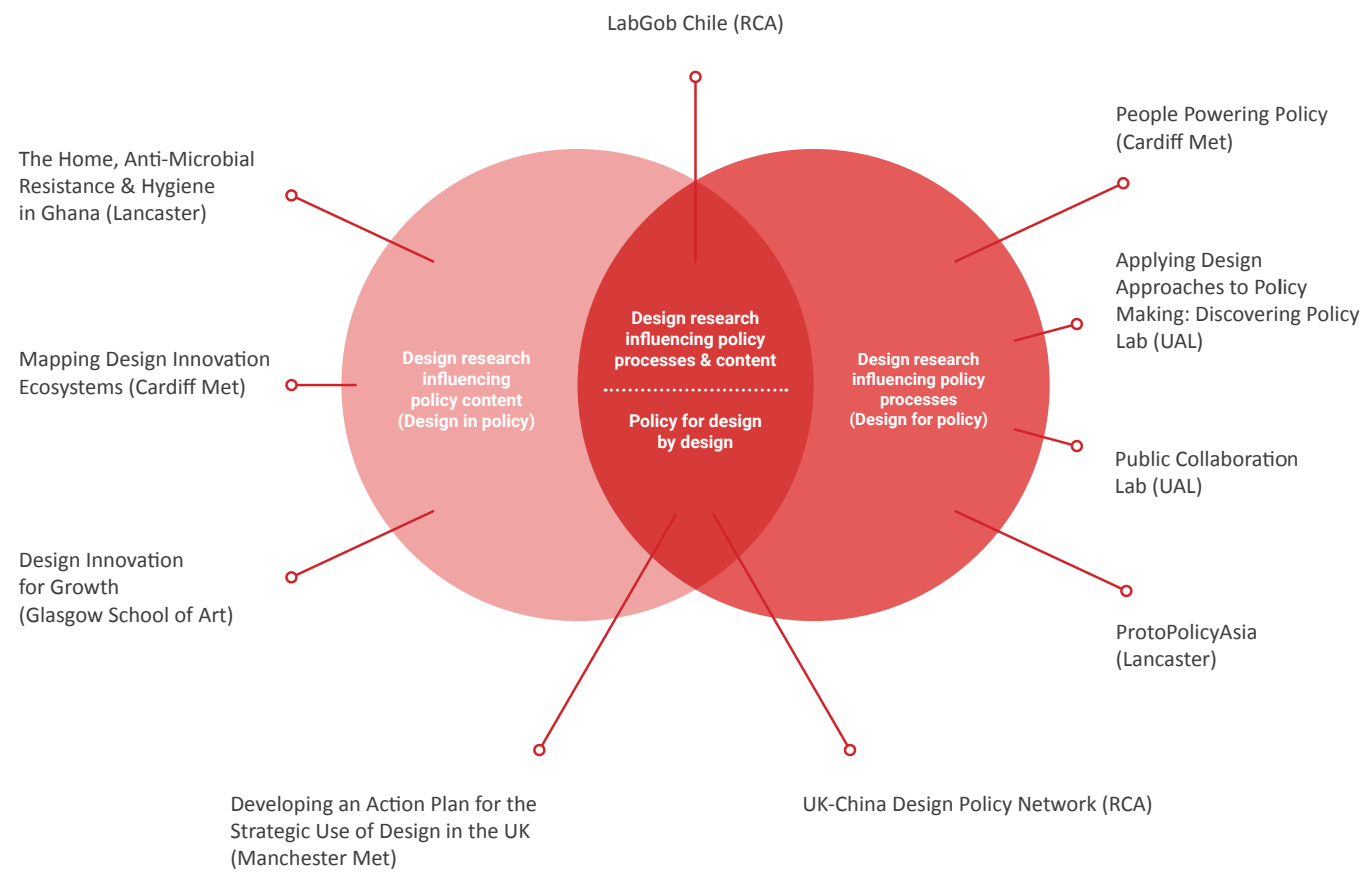 LabGob Chile (RCA)
The Home, Anti-Microbial
Resistance & Hygiene
in Ghana (Lancaster)
Mapping Design Innovation
Ecosystems (Cardiff Met)
Design Innovation
for Growth
(Glasgow School of Art)
Design research
influencing
policy content
(Design in policy)
Design research
influencing policy
processes & content
Policy for design
by design
Design research
influencing policy
processes
(Design for policy)
People Powering Policy
(Cardiff Met)
Applying Design
Approaches to Policy
Making: Discovering Policy
Lab (UAL)
Public Collaboration
Lab (UAL)
ProtoPolicyAsia
(Lancaster)
Developing an Action Plan for the
Strategic Use of Design in the UK
(Manchester Met)
UK-China Design Policy Network (RCA)